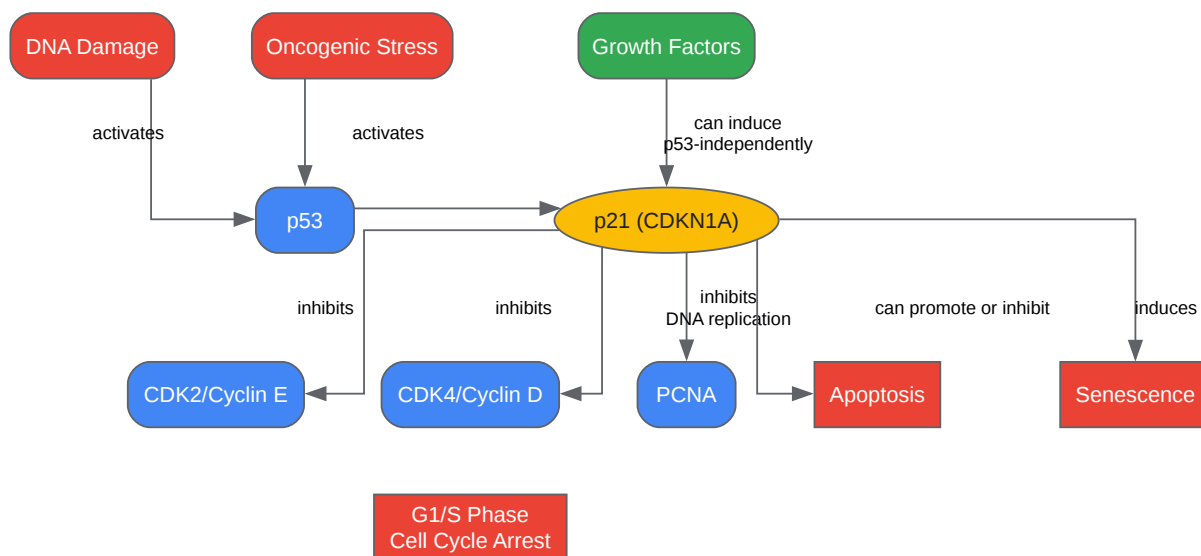 DNA Damage
Oncogenic Stress
Growth Factors
activates
activates
can induce
p53-independently
p53
p21 (CDKN1A)
inhibits
inhibits
inhibits
DNA replication
can promote or inhibit
induces
CDK2/Cyclin E
CDK4/Cyclin D
PCNA
Apoptosis
Senescence
G1/S Phase
Cell Cycle Arrest